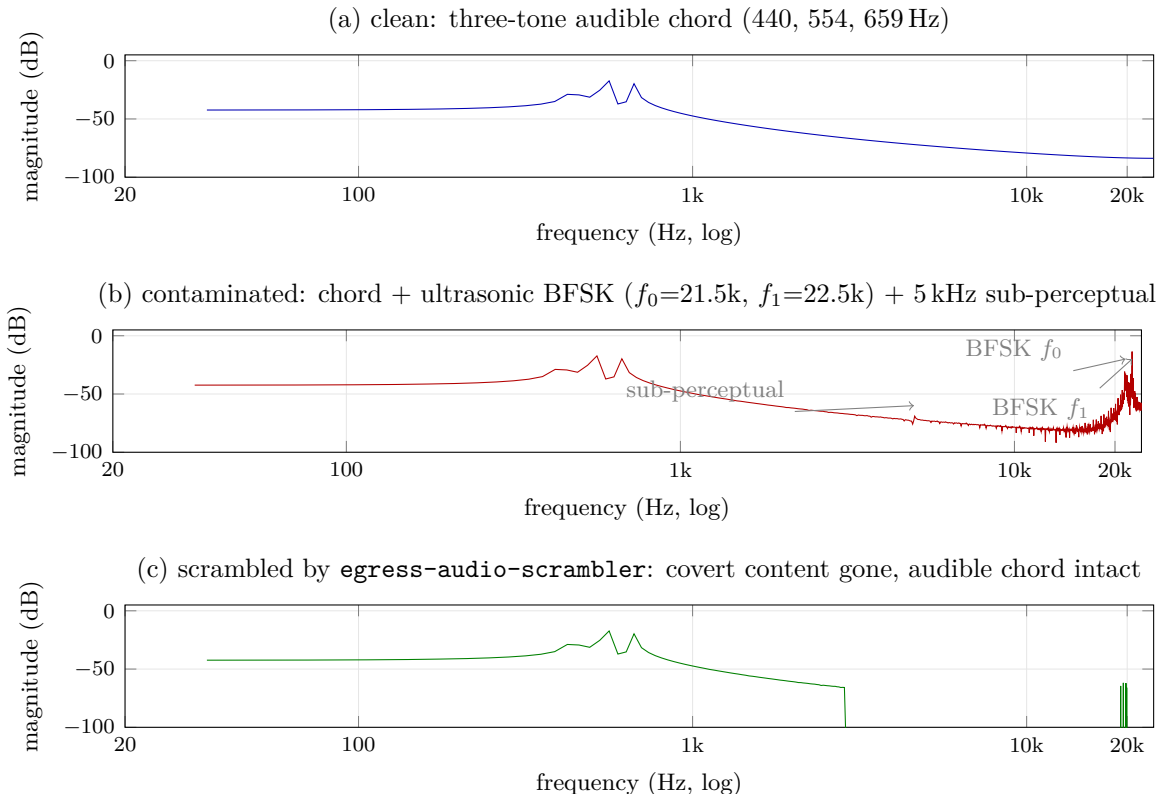 (a) clean: three-tone audible chord (440, 554, 659 Hz)
magnitude (dB)
0
−50
−100
20
100
1k
10k
20k
frequency (Hz, log)
(b) contaminated: chord + ultrasonic BFSK (f₀=21.5k, f₁=22.5k) + 5 kHz sub-perceptual
magnitude (dB)
0
−50
−100
BFSK f₀
sub-perceptual
BFSK f₁
20
100
1k
10k
20k
frequency (Hz, log)
(c) scrambled by egress-audio-scrambler: covert content gone, audible chord intact
magnitude (dB)
0
−50
−100
20
100
1k
10k
20k
frequency (Hz, log)